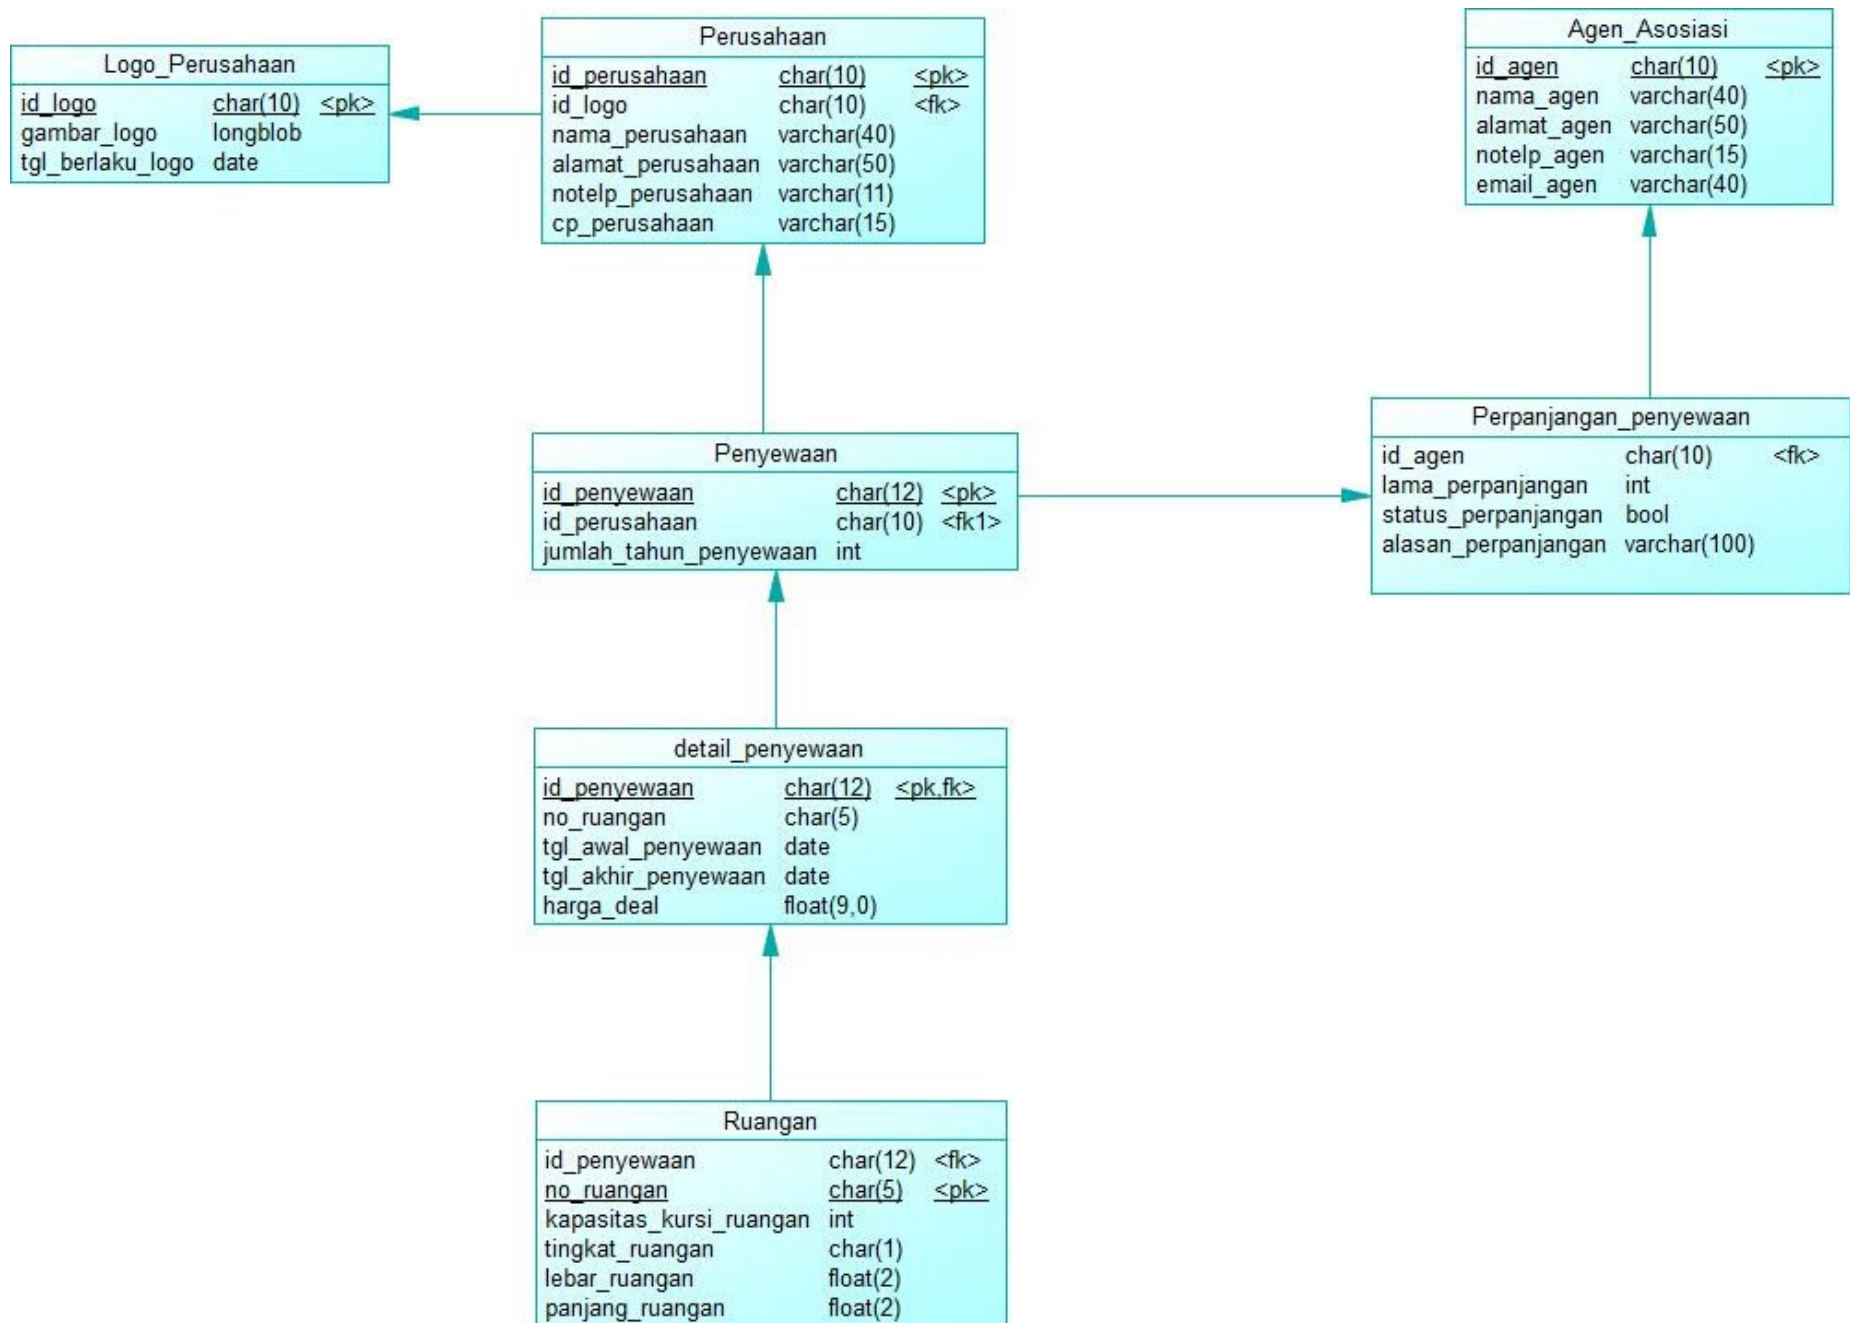 Logo_Perusahaan
id_logo char(10) <pk>
gambar_logo longblob
tgl_berlaku_logo date
Perusahaan
id_perusahaan char(10) <pk>
id_logo char(10) <fk>
nama_perusahaan varchar(40)
alamat_perusahaan varchar(50)
notelp_perusahaan varchar(11)
cp_perusahaan varchar(15)
Agen_Asosiasi
id_agen char(10) <pk>
nama_agen varchar(40)
alamat_agen varchar(50)
notelp_agen varchar(15)
email_agen varchar(40)
Penyewaan
id_penyewaan char(12) <pk>
id_perusahaan char(10) <fk1>
jumlah_tahun_penyewaan int
Perpanjangan_penyewaan
id_agen char(10) <fk>
lama_perpanjangan int
status_perpanjangan bool
alasan_perpanjangan varchar(100)
detail_penyewaan
id_penyewaan char(12) <pk,fk>
no_ruangan char(5)
tgl_awal_penyewaan date
tgl_akhir_penyewaan date
harga_deal float(9,0)
Ruangan
id_penyewaan char(12) <fk>
no_ruangan char(5) <pk>
kapasitas_kursi_ruangan int
tingkat_ruangan char(1)
lebar_ruangan float(2)
panjang_ruangan float(2)